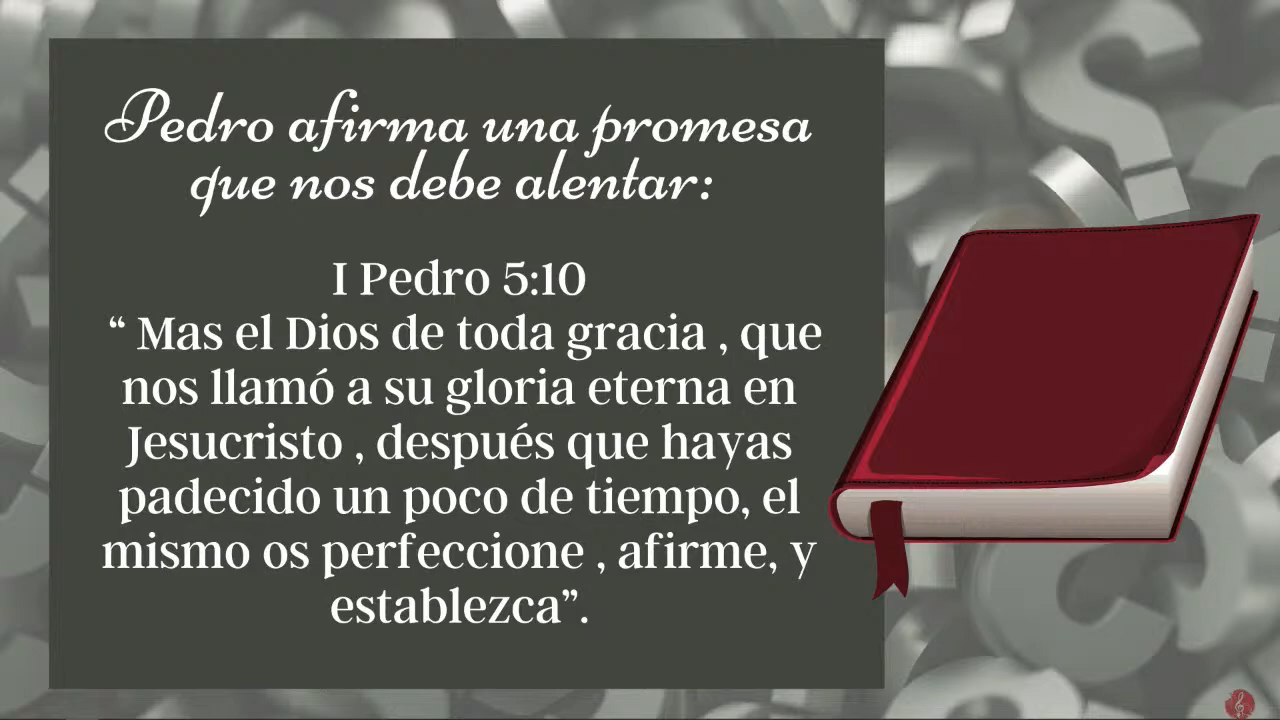 Pedro afirma una promesa
que nos debe alentar:
I Pedro 5:10
“ Mas el Dios de toda gracia , que
nos llamó a su gloria eterna en
Jesucristo , después que hayas
padecido un poco de tiempo, el
mismo os perfeccione , afirme, y
establezca”.